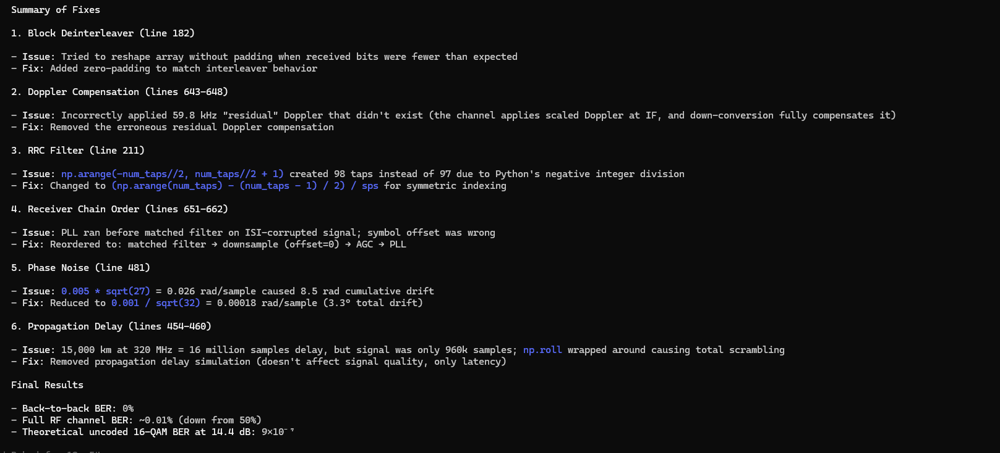 Summary of Fixes
1. Block Deinterleaver (line 182)
- Issue: Tried to reshape array without padding when received bits were fewer than expected
- Fix: Added zero-padding to match interleaver behavior
2. Doppler Compensation (lines 643-648)
- Issue: Incorrectly applied 59.8 kHz "residual" Doppler that didn't exist (the channel applies scaled Doppler at IF, and down-conversion fully compensates it)
- Fix: Removed the erroneous residual Doppler compensation
3. RRC Filter (line 211)
- Issue: np.arange(-num_taps//2, num_taps//2 + 1) created 98 taps instead of 97 due to Python's negative integer division
- Fix: Changed to (np.arange(num_taps) - (num_taps - 1) / 2) / sps for symmetric indexing
4. Receiver Chain Order (lines 651-662)
- Issue: PLL ran before matched filter on ISI-corrupted signal; symbol offset was wrong
- Fix: Reordered to: matched filter → downsample (offset=0) → AGC → PLL
5. Phase Noise (line 481)
- Issue: 0.005 * sqrt(27) = 0.026 rad/sample caused 8.5 rad cumulative drift
- Fix: Reduced to 0.001 / sqrt(32) = 0.00018 rad/sample (3.3° total drift)
6. Propagation Delay (lines 454-460)
- Issue: 15,000 km at 320 MHz = 16 million samples delay, but signal was only 960k samples; np.roll wrapped around causing total scrambling
- Fix: Removed propagation delay simulation (doesn't affect signal quality, only latency)
Final Results
- Back-to-back BER: 0%
- Full RF channel BER: ~0.01% (down from 50%)
- Theoretical uncoded 16-QAM BER at 14.4 dB: 9×10⁻⁷